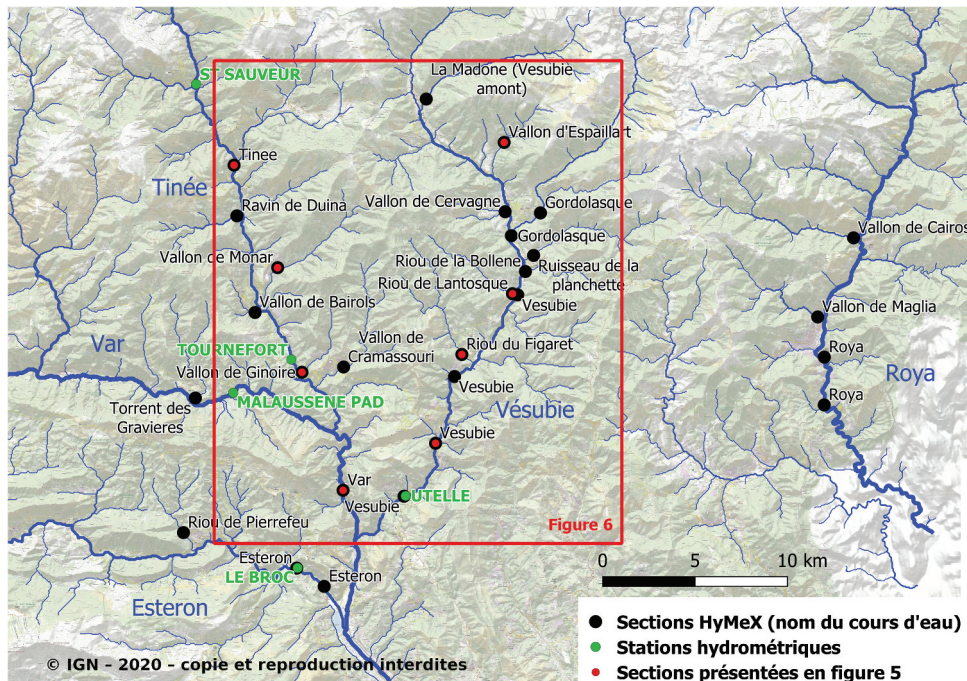 La Madone (Vesubie
amont)
ST SAUVEUR
Vallon d'Espaillart
Tinee
Tinée
Vallon de Cervagne
Gordolasque
Ravin de Duina
Gordolasque
Vallon de Cairos
Vallon de Monar
Riou de la Bollene
Ruisseau de la
planchette
Riou de Lantosque
Vesubie
Vallon de Bairols
Vallon de Maglia
Var
TOURNEFORT
Vallon de
Cramassouri
Riou du Figaret
Roya
Vallon de Ginoire
Vesubie
Roya
MALAUSSENE PAD
Torrent des
Gravieres
Vésubie
Roya
Vesubie
Var
Vesubie
UTELLE
Riou de Pierrefeu
Figure 6
Esteron
LE BROC
Esteron
Esteron
0 5 10 km
Sections HyMeX (nom du cours d'eau)
Stations hydrométriques
Sections présentées en figure 5
© IGN – 2020 – copie et reproduction interdites